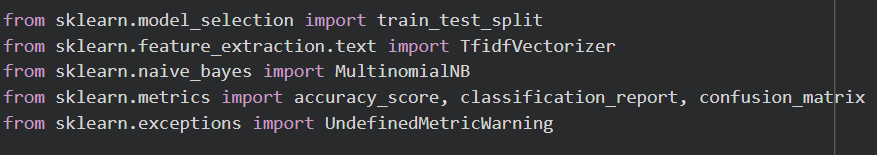 from sklearn.model_selection import train_test_split
from sklearn.feature_extraction.text import TfidfVectorizer
from sklearn.naive_bayes import MultinomialNB
from sklearn.metrics import accuracy_score, classification_report, confusion_matrix
from sklearn.exceptions import UndefinedMetricWarning